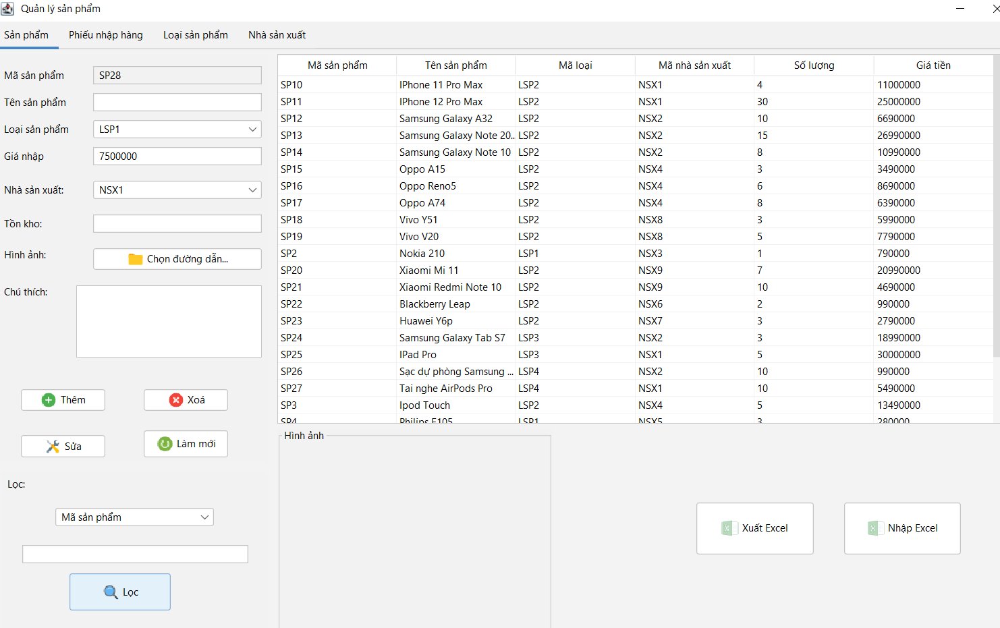 Quản lý sản phẩm
Sản phẩm Phiếu nhập hàng Loại sản phẩm Nhà sản xuất
Mã sản phẩm SP28
Tên sản phẩm
Loại sản phẩm LSP1
Giá nhập 7500000
Nhà sản xuất: NSX1
Tồn kho:
Hình ảnh: Chọn đường dẫn...
Chú thích:
Thêm Xoá
Sửa Làm mới
Lọc:
Mã sản phẩm
Lọc
Mã sản phẩm Tên sản phẩm Mã loại Mã nhà sản xuất Số lượng Giá tiền
SP10 IPhone 11 Pro Max LSP2 NSX1 4 11000000
SP11 IPhone 12 Pro Max LSP2 NSX1 30 25000000
SP12 Samsung Galaxy A32 LSP2 NSX2 10 6690000
SP13 Samsung Galaxy Note 20... LSP2 NSX2 15 26990000
SP14 Samsung Galaxy Note 10 LSP2 NSX2 8 10990000
SP15 Oppo A15 LSP2 NSX4 3 3490000
SP16 Oppo Reno5 LSP2 NSX4 6 8690000
SP17 Oppo A74 LSP2 NSX4 8 6390000
SP18 Vivo Y51 LSP2 NSX8 3 5990000
SP19 Vivo V20 LSP2 NSX8 5 7790000
SP2 Nokia 210 LSP1 NSX3 1 790000
SP20 Xiaomi Mi 11 LSP2 NSX9 7 20990000
SP21 Xiaomi Redmi Note 10 LSP2 NSX9 10 4690000
SP22 Blackberry Leap LSP2 NSX6 2 990000
SP23 Huawei Y6p LSP2 NSX7 3 2790000
SP24 Samsung Galaxy Tab S7 LSP3 NSX2 3 18990000
SP25 IPad Pro LSP3 NSX1 5 30000000
SP26 Sạc dự phòng Samsung ... LSP4 NSX2 10 990000
SP27 Tai nghe AirPods Pro LSP4 NSX1 10 5490000
SP3 Ipod Touch LSP2 NSX4 5 13490000
SP4 Philips E105 LSP1 NSX5 3 280000
Hình ảnh
Xuất Excel Nhập Excel